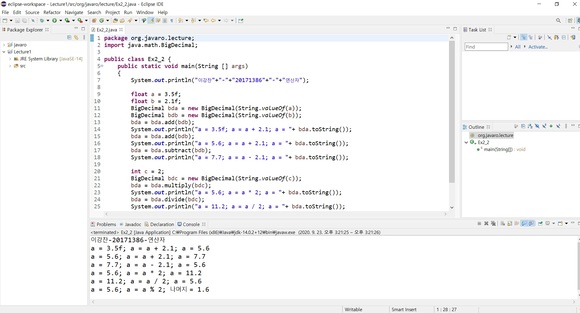 eclipse-workspace - Lecture1/src/org/javaro/lecture/Ex2_2.java - Eclipse IDE
File Edit Source Refactor Navigate Search Project Run Window Help
Package Explorer
javaro
Lecture1
JRE System Library [JavaSE-14]
src
Ex2_2.java
1 package org.javaro.lecture;
2 import java.math.BigDecimal;
3
4 public class Ex2_2 {
5 public static void main(String [] args)
6 {
7 System.out.println("이강찬"+"-"+"20171386"+"-"+"연산자");
8
9 float a = 3.5f;
10 float b = 2.1f;
11 BigDecimal bda = new BigDecimal(String.valueOf(a));
12 BigDecimal bdb = new BigDecimal(String.valueOf(b));
13 bda = bda.add(bdb);
14 System.out.println("a = 3.5f; a = a + 2.1; a = "+ bda.toString());
15 bda = bda.add(bdb);
16 System.out.println("a = 5.6; a = a + 2.1; a = "+ bda.toString());
17 bda = bda.subtract(bdb);
18 System.out.println("a = 7.7; a = a - 2.1; a = "+ bda.toString());
19
20 int c = 2;
21 BigDecimal bdc = new BigDecimal(String.valueOf(c));
22 bda = bda.multiply(bdc);
23 System.out.println("a = 5.6; a = a * 2; a = "+ bda.toString());
24 bda = bda.divide(bdc);
25 System.out.println("a = 11.2; a = a / 2; a = "+ bda.toString());
Task List
Find
All
Activate...
Outline
org.javaro.lecture
Ex2_2
main(String[]) : void
Problems Javadoc Declaration Console
<terminated> Ex2_2 [Java Application] C:\Program Files (x86)\Java\jdk-14.0.2+12\bin\javaw.exe (2020. 9. 23. 오후 3:21:25 – 3:21:26)
이강찬-20171386-연산자
a = 3.5f; a = a + 2.1; a = 5.6
a = 5.6; a = a + 2.1; a = 7.7
a = 7.7; a = a - 2.1; a = 5.6
a = 5.6; a = a * 2; a = 11.2
a = 11.2; a = a / 2; a = 5.6
a = 5.6; a = a % 2; 나머지 = 1.6
Writable
Smart Insert
1 : 28 : 27